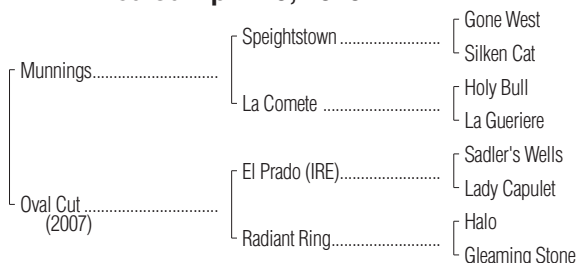 Gone West
Speightstown
Silken Cat
Munnings
Holy Bull
La Comete
La Gueriere
Sadler's Wells
El Prado (IRE)
Lady Capulet
Oval Cut
(2007)
Halo
Radiant Ring
Gleaming Stone